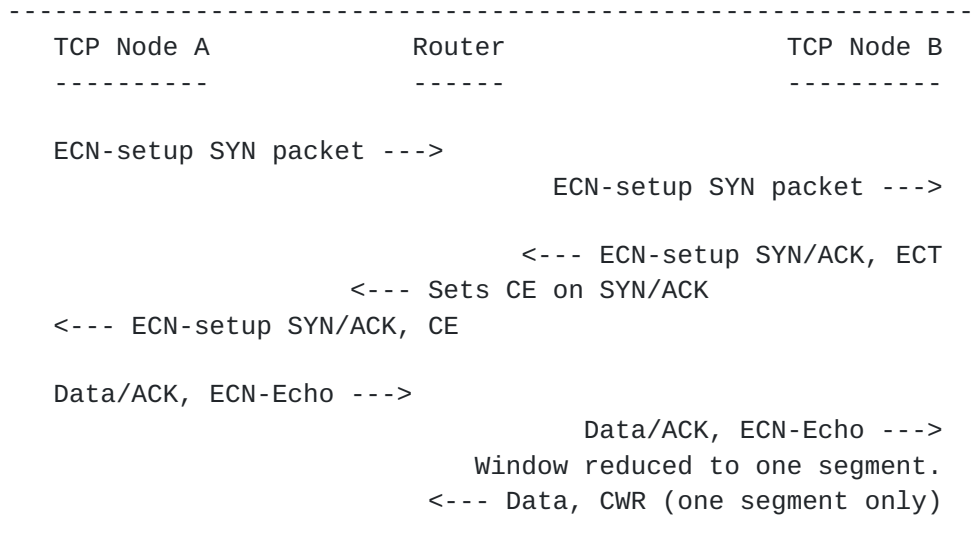 ---------------------------------------------------------------
TCP Node A             Router                  TCP Node B
----------             ------                  ----------
ECN-setup SYN packet --->
ECN-setup SYN packet --->
<--- ECN-setup SYN/ACK, ECT
<--- Sets CE on SYN/ACK
<--- ECN-setup SYN/ACK, CE
Data/ACK, ECN-Echo --->
Data/ACK, ECN-Echo --->
Window reduced to one segment.
<--- Data, CWR (one segment only)